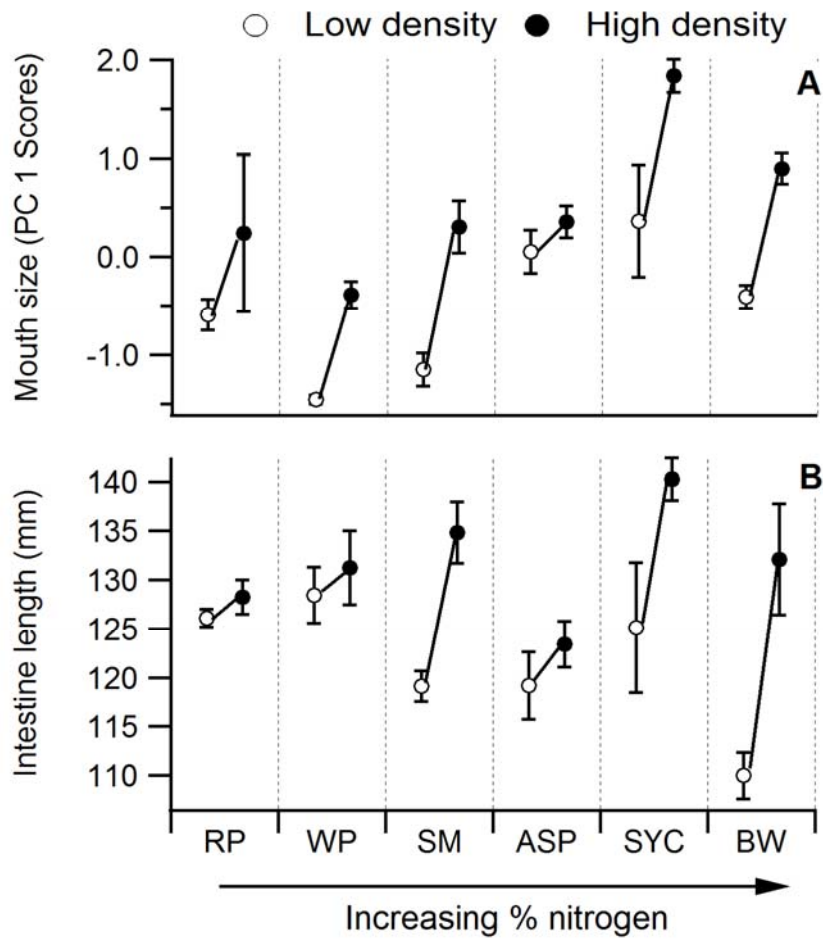 Low density High density
Mouth size (PC 1 Scores)
2.0
1.0
0.0
-1.0
A
Intestine length (mm)
140
135
130
125
120
115
110
B
RP WP SM ASP SYC BW
Increasing % nitrogen